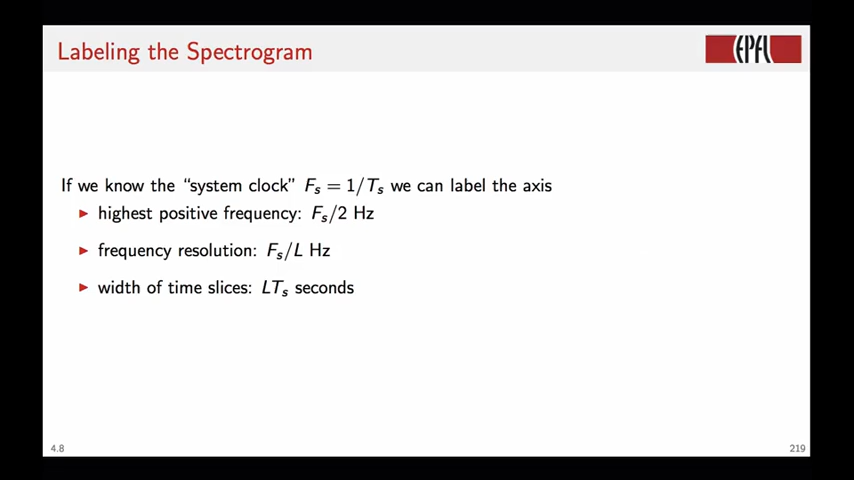 Labeling the Spectrogram
EPFL
If we know the “system clock” Fₛ = 1/Tₛ we can label the axis
▶ highest positive frequency: Fₛ/2 Hz
▶ frequency resolution: Fₛ/L Hz
▶ width of time slices: LTₛ seconds
4.8
219